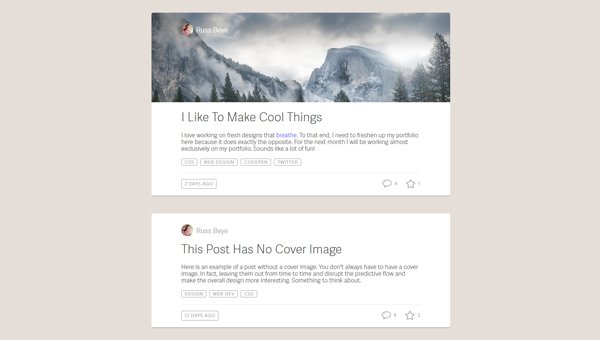 Russ Beye
I Like To Make Cool Things
I love working on fresh designs that breathe. To that end, I need to freshen up my portfolio
here because it does exactly the opposite. For the next month I will be working almost
exclusively on my portfolio. Sounds like a lot of fun!
CSS WEB DESIGN CODEPEN TWITTER
2 DAYS AGO
Russ Beye
This Post Has No Cover Image
Here is an example of a post without a cover image. You don't always have to have a cover
image. In fact, leaving them out from time to time and disrupt the predictive flow and
make the overall design more interesting. Something to think about.
DESIGN WEB DEV CSS
12 DAYS AGO